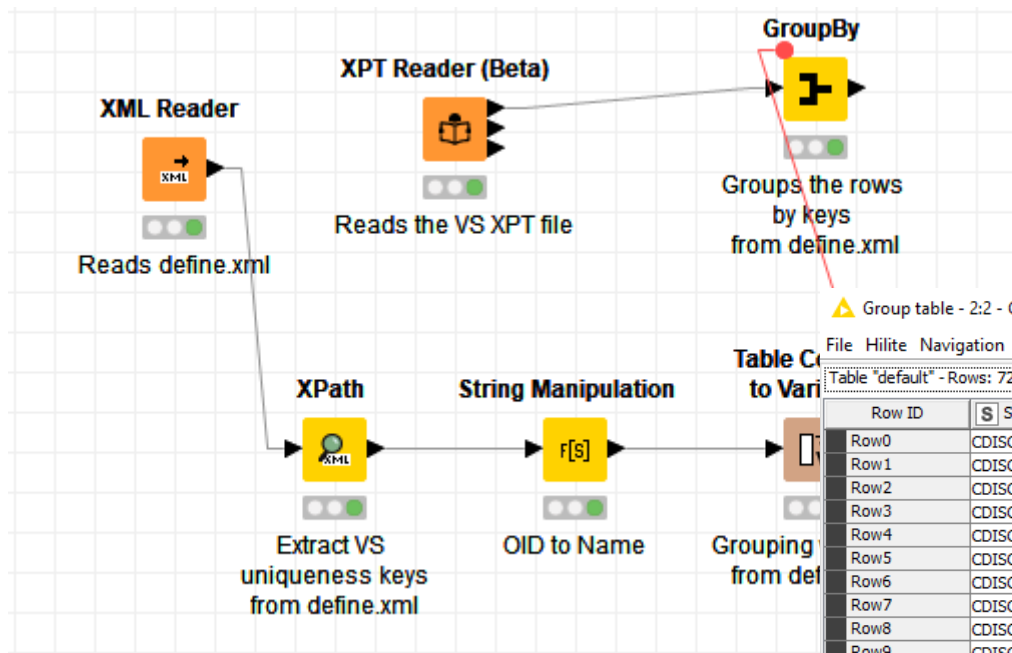 GroupBy
XPT Reader (Beta)
XML Reader
XML
Groups the rows
by keys
from define.xml
Reads the VS XPT file
Reads define.xml
Group table - 2:2 -
File Hilite Navigation
Table "default" - Rows: 72
Row ID
S
Row0 CDISC
Row1 CDISC
Row2 CDISC
Row3 CDISC
Row4 CDISC
Row5 CDISC
Row6 CDISC
Row7 CDISC
Row8 CDISC
Row9 CDISC
XPath
String Manipulation
Table Co
to Vari
XML
F[S]
Extract VS
uniqueness keys
from define.xml
OID to Name
Grouping
from def